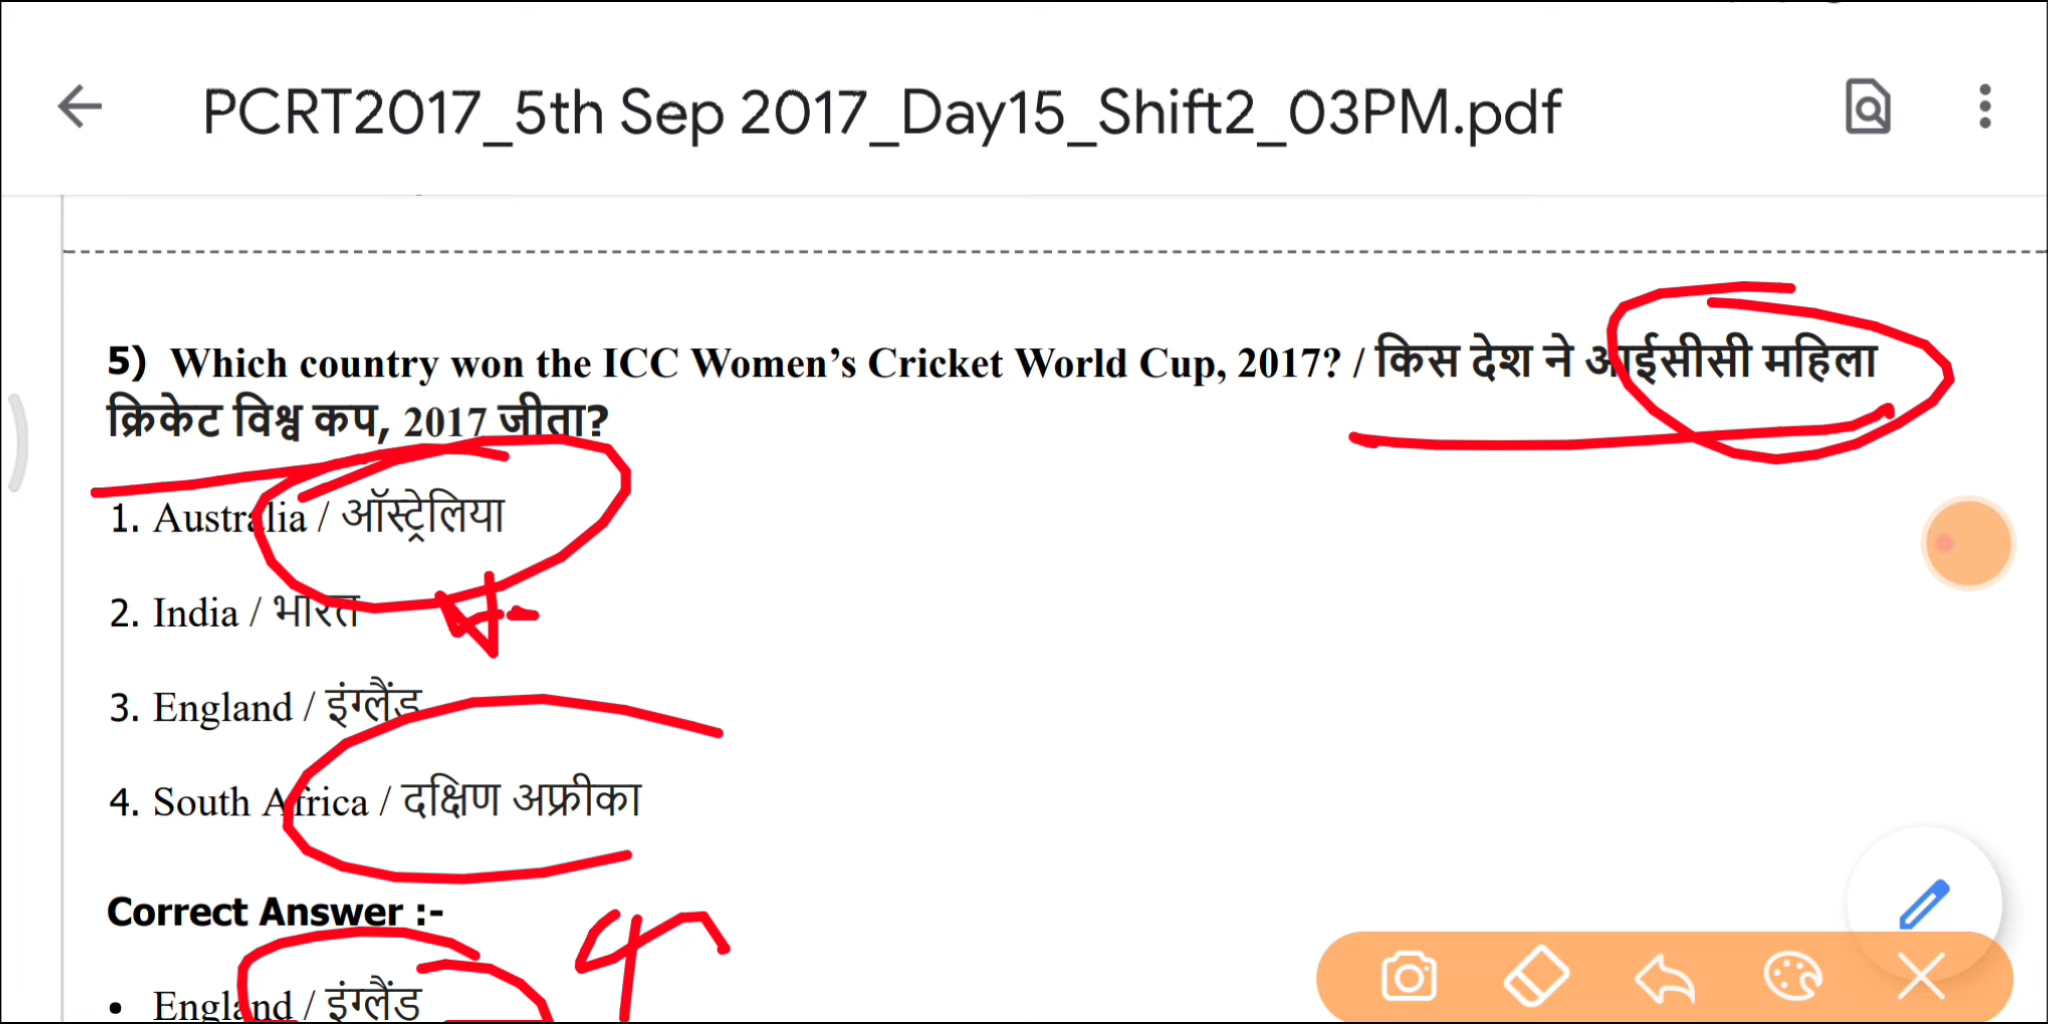 PCRT2017_5th Sep 2017_Day15_Shift2_03PM.pdf
5) Which country won the ICC Women’s Cricket World Cup, 2017? / किस देश ने आईसीसी महिला
क्रिकेट विश्व कप, 2017 जीता?
1. Australia / ऑस्ट्रेलिया
2. India / भारत
3. England / इंग्लैंड
4. South Africa / दक्षिण अफ्रीका
Correct Answer :-
• England / इंग्लैंड